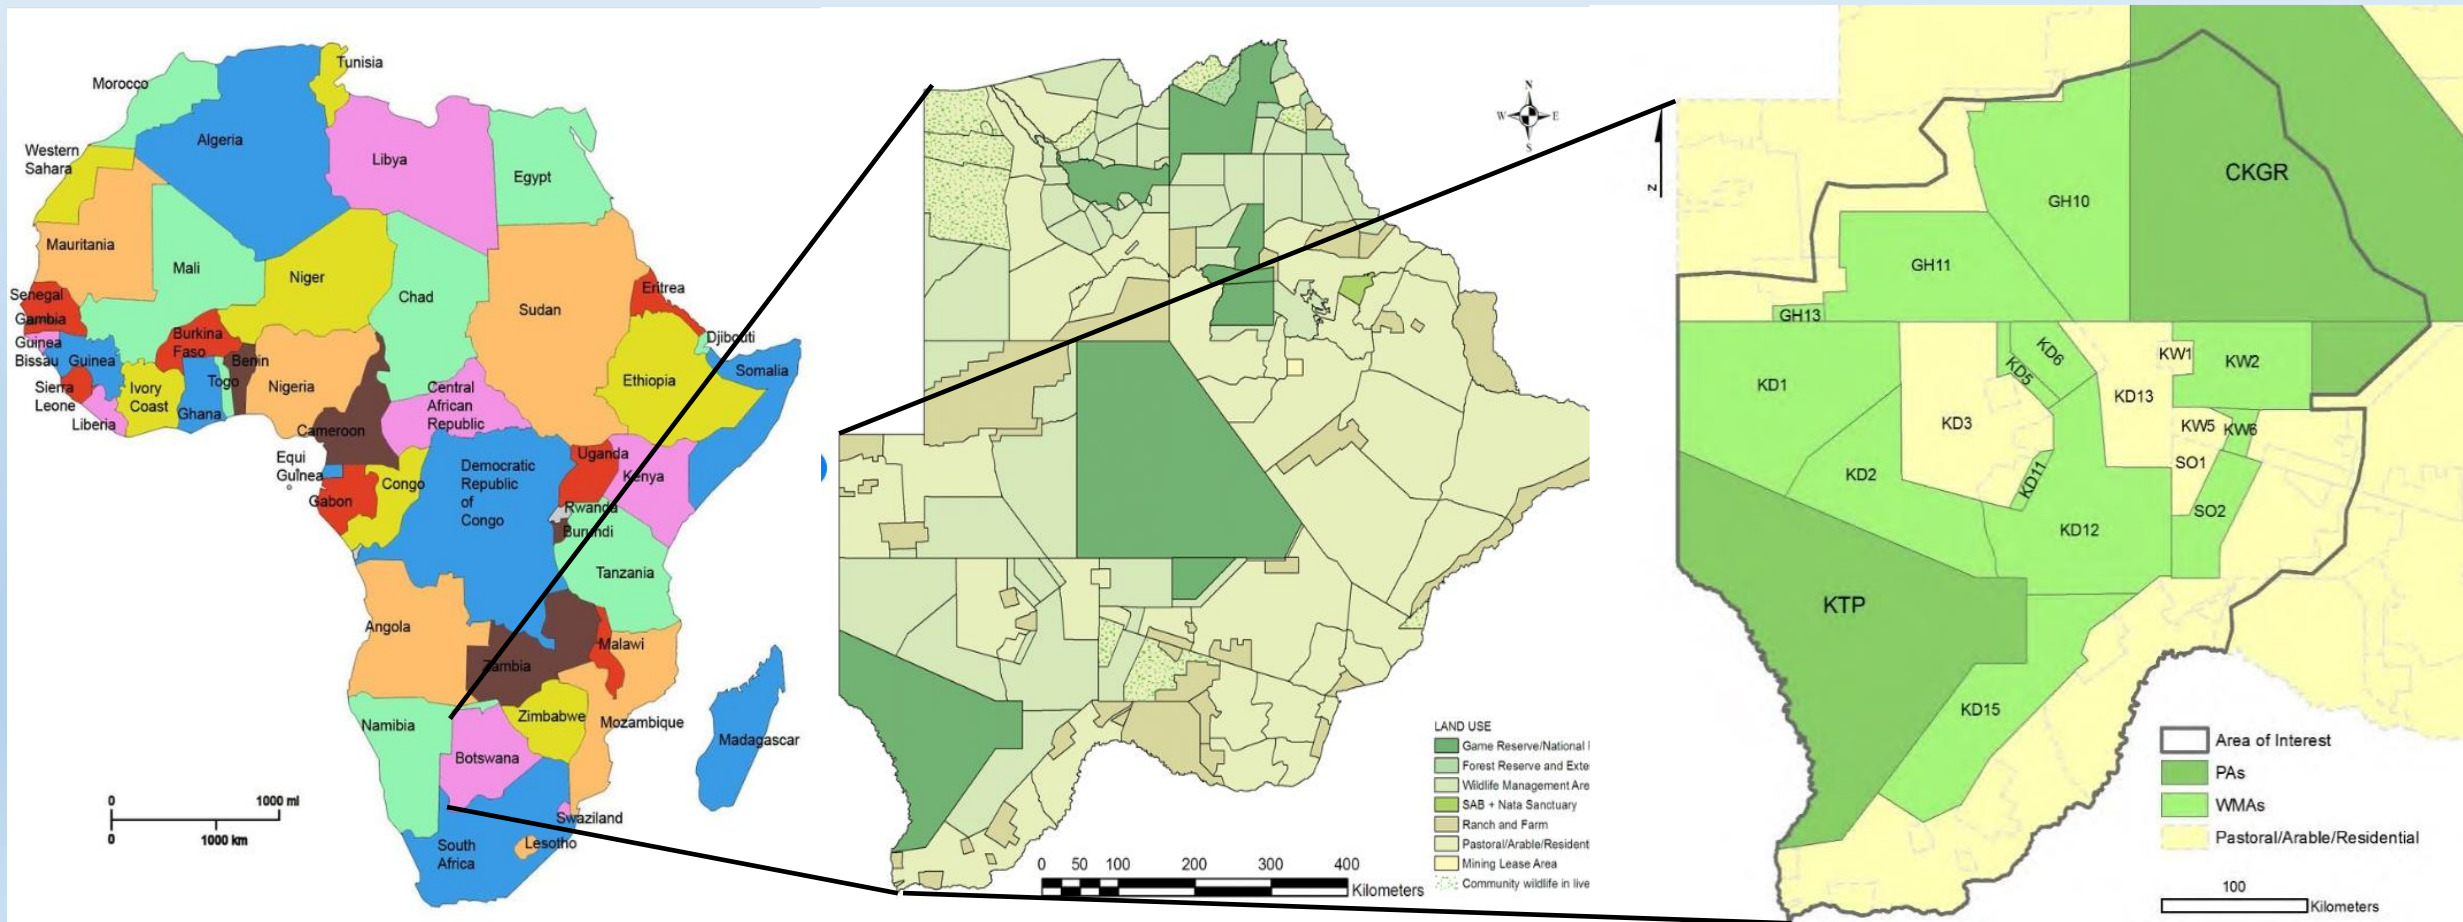 Tunisia
Morocco
Algeria
Libya
Egypt
Western
Sahara
Mauritania
Mali
Niger
Chad
Sudan
Eritrea
Senegal
Gambia
Guinea
Bissau
Guinea
Burkina
Faso
Benin
Togo
Sierra
Leone
Liberia
Ivory
Coast
Ghana
Nigeria
Cameroon
Central
African
Republic
Djibouti
Ethiopia
Somalia
Equi
Guinea
Gabon
Congo
Democratic
Republic
of
Congo
Uganda
Kenya
Rwanda
Burundi
Tanzania
Angola
Zambia
Malawi
Mozambique
Zimbabwe
Namibia
Botswana
Madagascar
Swaziland
Lesotho
South
Africa
0 1000 mi
0 1000 km
N
W E
S
LAND USE
Game Reserve/National
Forest Reserve and Exte
Wildlife Management Are
SAB + Nata Sanctuary
Ranch and Farm
Pastoral/Arable/Resident
Mining Lease Area
Community wildlife in live
0 50 100 200 300 400
Kilometers
N
CKGR
GH10
GH11
GH13
KD1
KD2
KD3
KD5
KD6
KD11
KD12
KD13
KD15
KW1
KW2
KW5
KW6
SO1
SO2
KTP
Area of Interest
PAs
WMAs
Pastoral/Arable/Residential
100
Kilometers